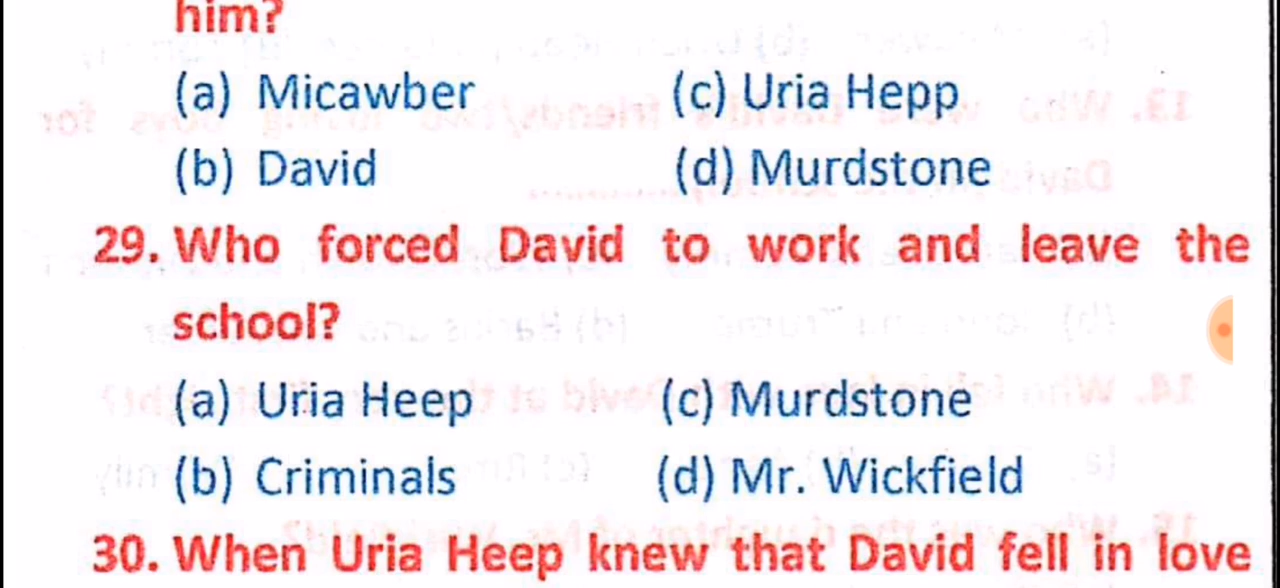 him?
(a) Micawber (c) Uria Hepp
(b) David (d) Murdstone
29. Who forced David to work and leave the
school?
(a) Uria Heep (c) Murdstone
(b) Criminals (d) Mr. Wickfield
30. When Uria Heep knew that David fell in love